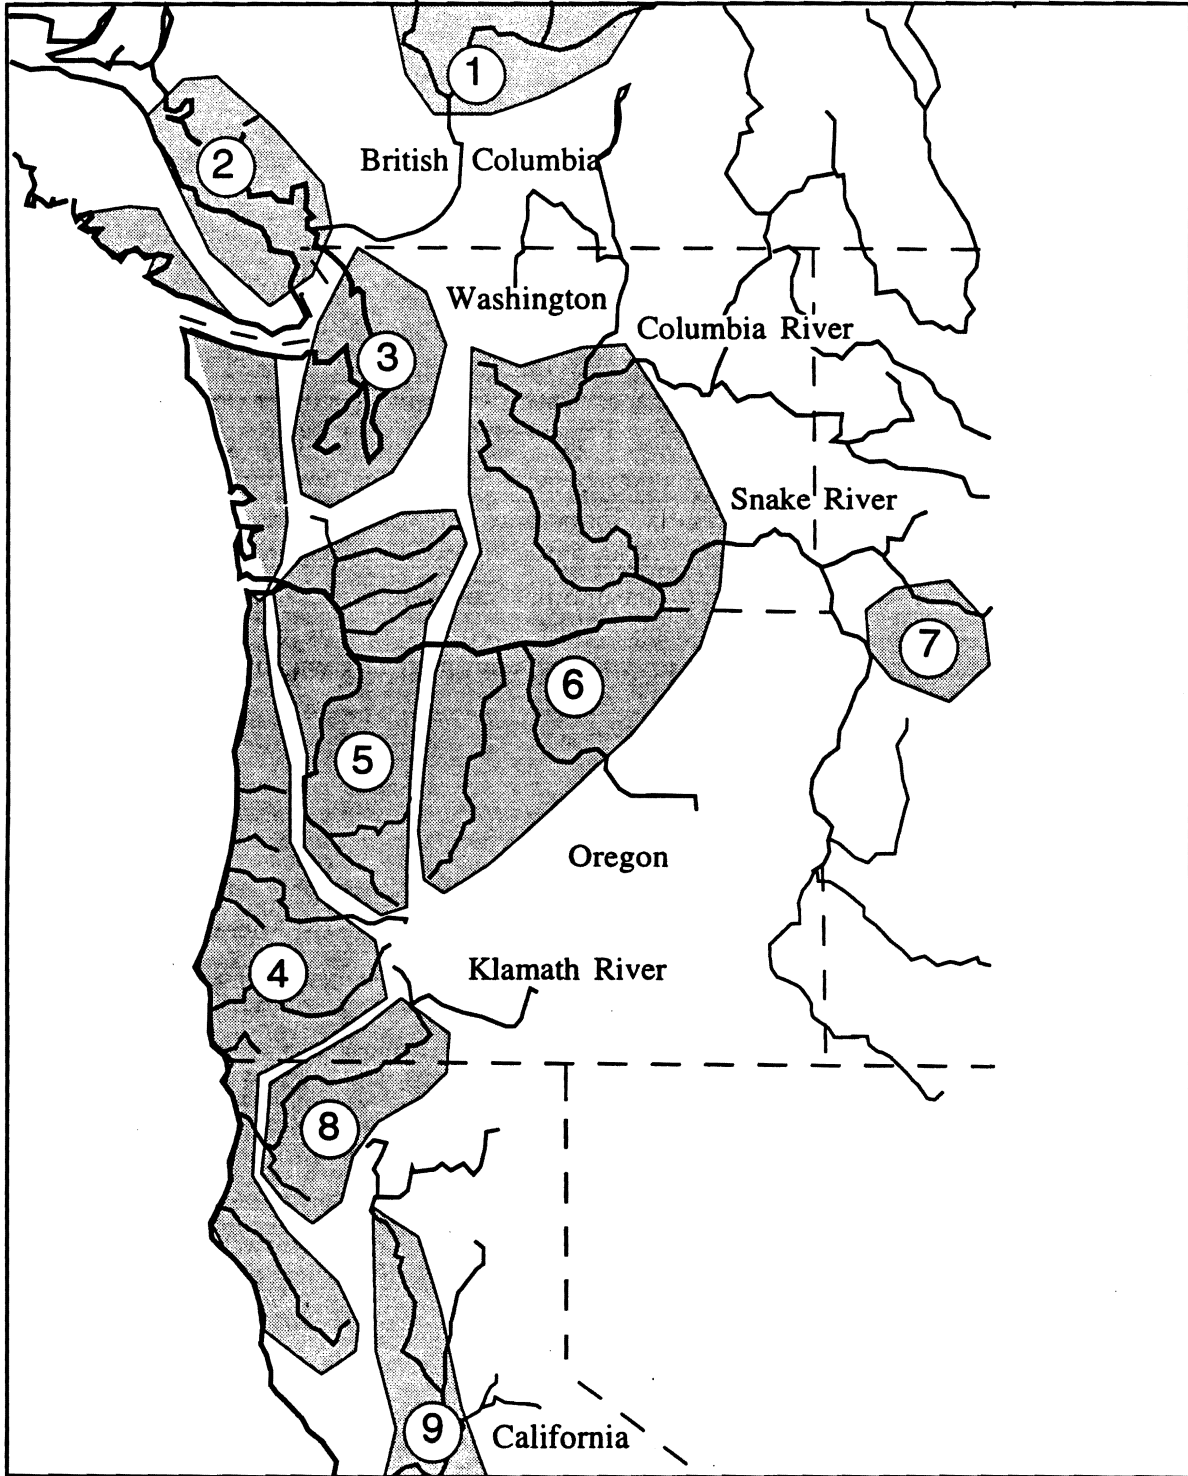 1
2
British Columbia
Washington
Columbia River
3
Snake River
7
6
5
Oregon
4
Klamath River
8
9
California